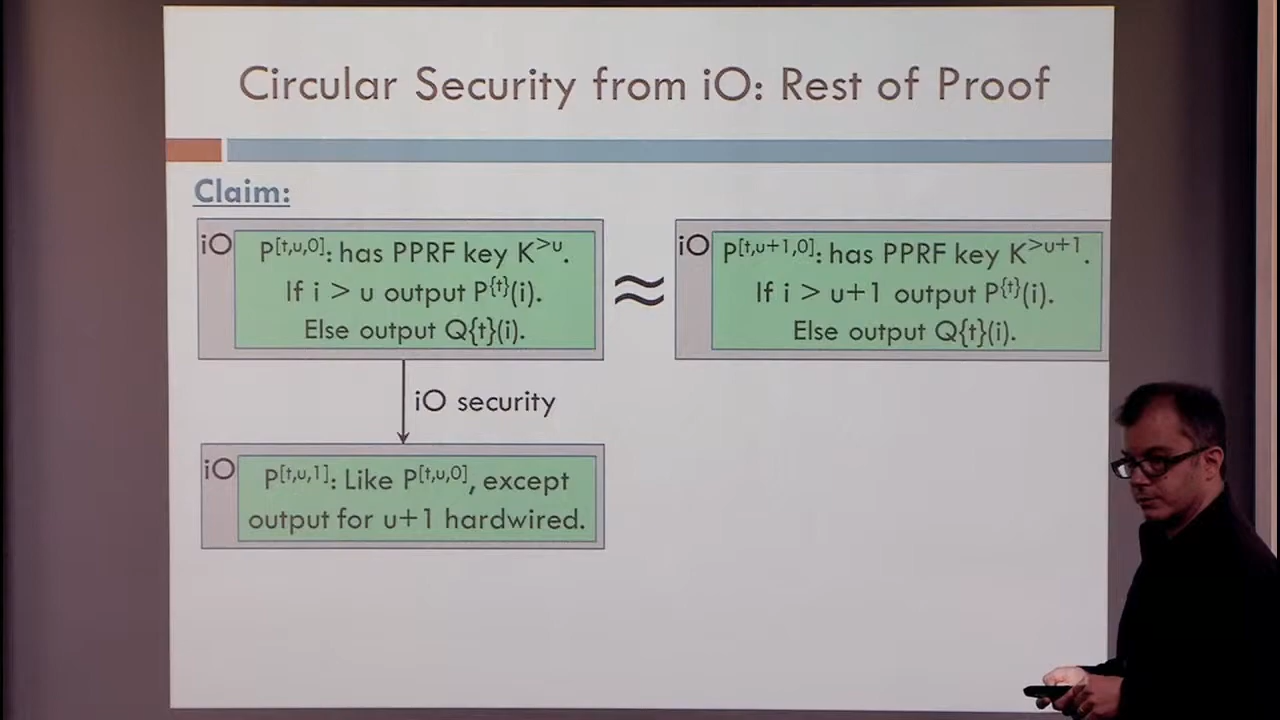 Circular Security from iO: Rest of Proof
Claim:
iO
P[t,u,0]: has PPRF key K>u.
If i > u output P{t}(i).
Else output Q{t}(i).
≈
iO
P[t,u+1,0]: has PPRF key K>u+1.
If i > u+1 output P{t}(i).
Else output Q{t}(i).
iO security
iO
P[t,u,1]: Like P[t,u,0], except
output for u+1 hardwired.